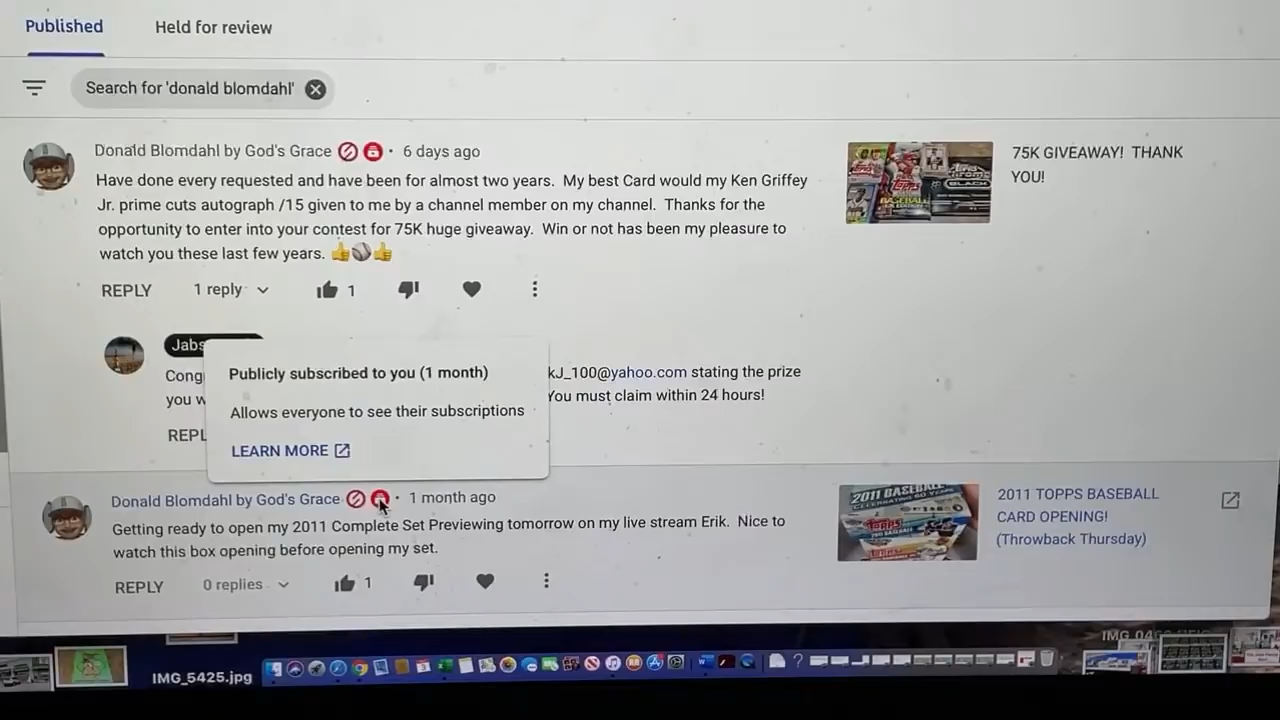 Published
Held for review
Search for 'donald blomdahl'
Donald Blomdahl by God's Grace • 6 days ago
Have done every requested and have been for almost two years. My best Card would my Ken Griffey
Jr. prime cuts autograph /15 given to me by a channel member on my channel. Thanks for the
opportunity to enter into your contest for 75K huge giveaway. Win or not has been my pleasure to
watch you these last few years. 👍⚾👍
REPLY 1 reply 1
75K GIVEAWAY! THANK
YOU!
Jabs
Cong kJ_100@yahoo.com stating the prize
you w You must claim within 24 hours!
REPL
Publicly subscribed to you (1 month)
Allows everyone to see their subscriptions
LEARN MORE
Donald Blomdahl by God's Grace • 1 month ago
Getting ready to open my 2011 Complete Set Previewing tomorrow on my live stream Erik. Nice to
watch this box opening before opening my set.
REPLY 0 replies 1
2011 BASEBALL
Topps
2011 TOPPS BASEBALL
CARD OPENING!
(Throwback Thursday)
IMG_5425.jpg